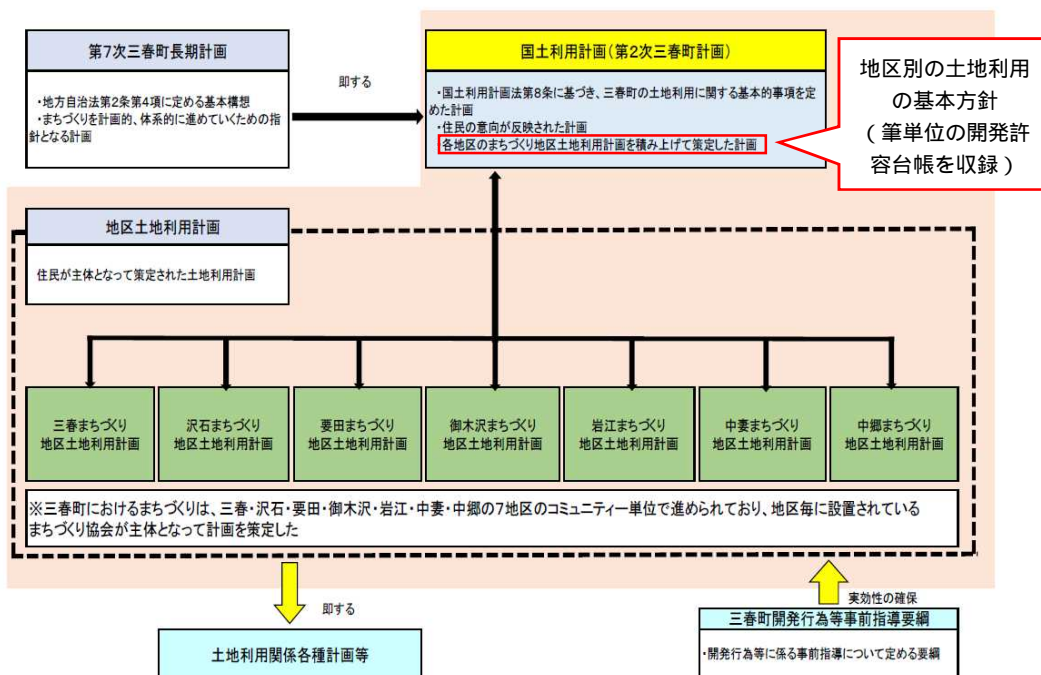 第7次三春町長期計画
・地方自治法第2条第4項に定める基本構想
・まちづくりを計画的、体系的に進めていくための指
針となる計画
即する
国土利用計画(第2次三春町計画)
・国土利用計画法第8条に基づき、三春町の土地利用に関する基本的事項を定
めた計画
・住民の意向が反映された計画
各地区のまちづくり地区土地利用計画を積み上げて策定した計画
地区別の土地利用
の基本方針
(筆単位の開発許
容台帳を収録)
地区土地利用計画
住民が主体となって策定された土地利用計画
三春まちづくり
地区土地利用計画
沢石まちづくり
地区土地利用計画
要田まちづくり
地区土地利用計画
御木沢まちづくり
地区土地利用計画
岩江まちづくり
地区土地利用計画
中妻まちづくり
地区土地利用計画
中郷まちづくり
地区土地利用計画
※三春町におけるまちづくりは、三春・沢石・要田・御木沢・岩江・中妻・中郷の7地区のコミュニティー単位で進められており、地区毎に設置されている
まちづくり協会が主体となって計画を策定した
即する
土地利用関係各種計画等
実効性の確保
三春町開発行為等事前指導要綱
・開発行為等に係る事前指導について定める要綱